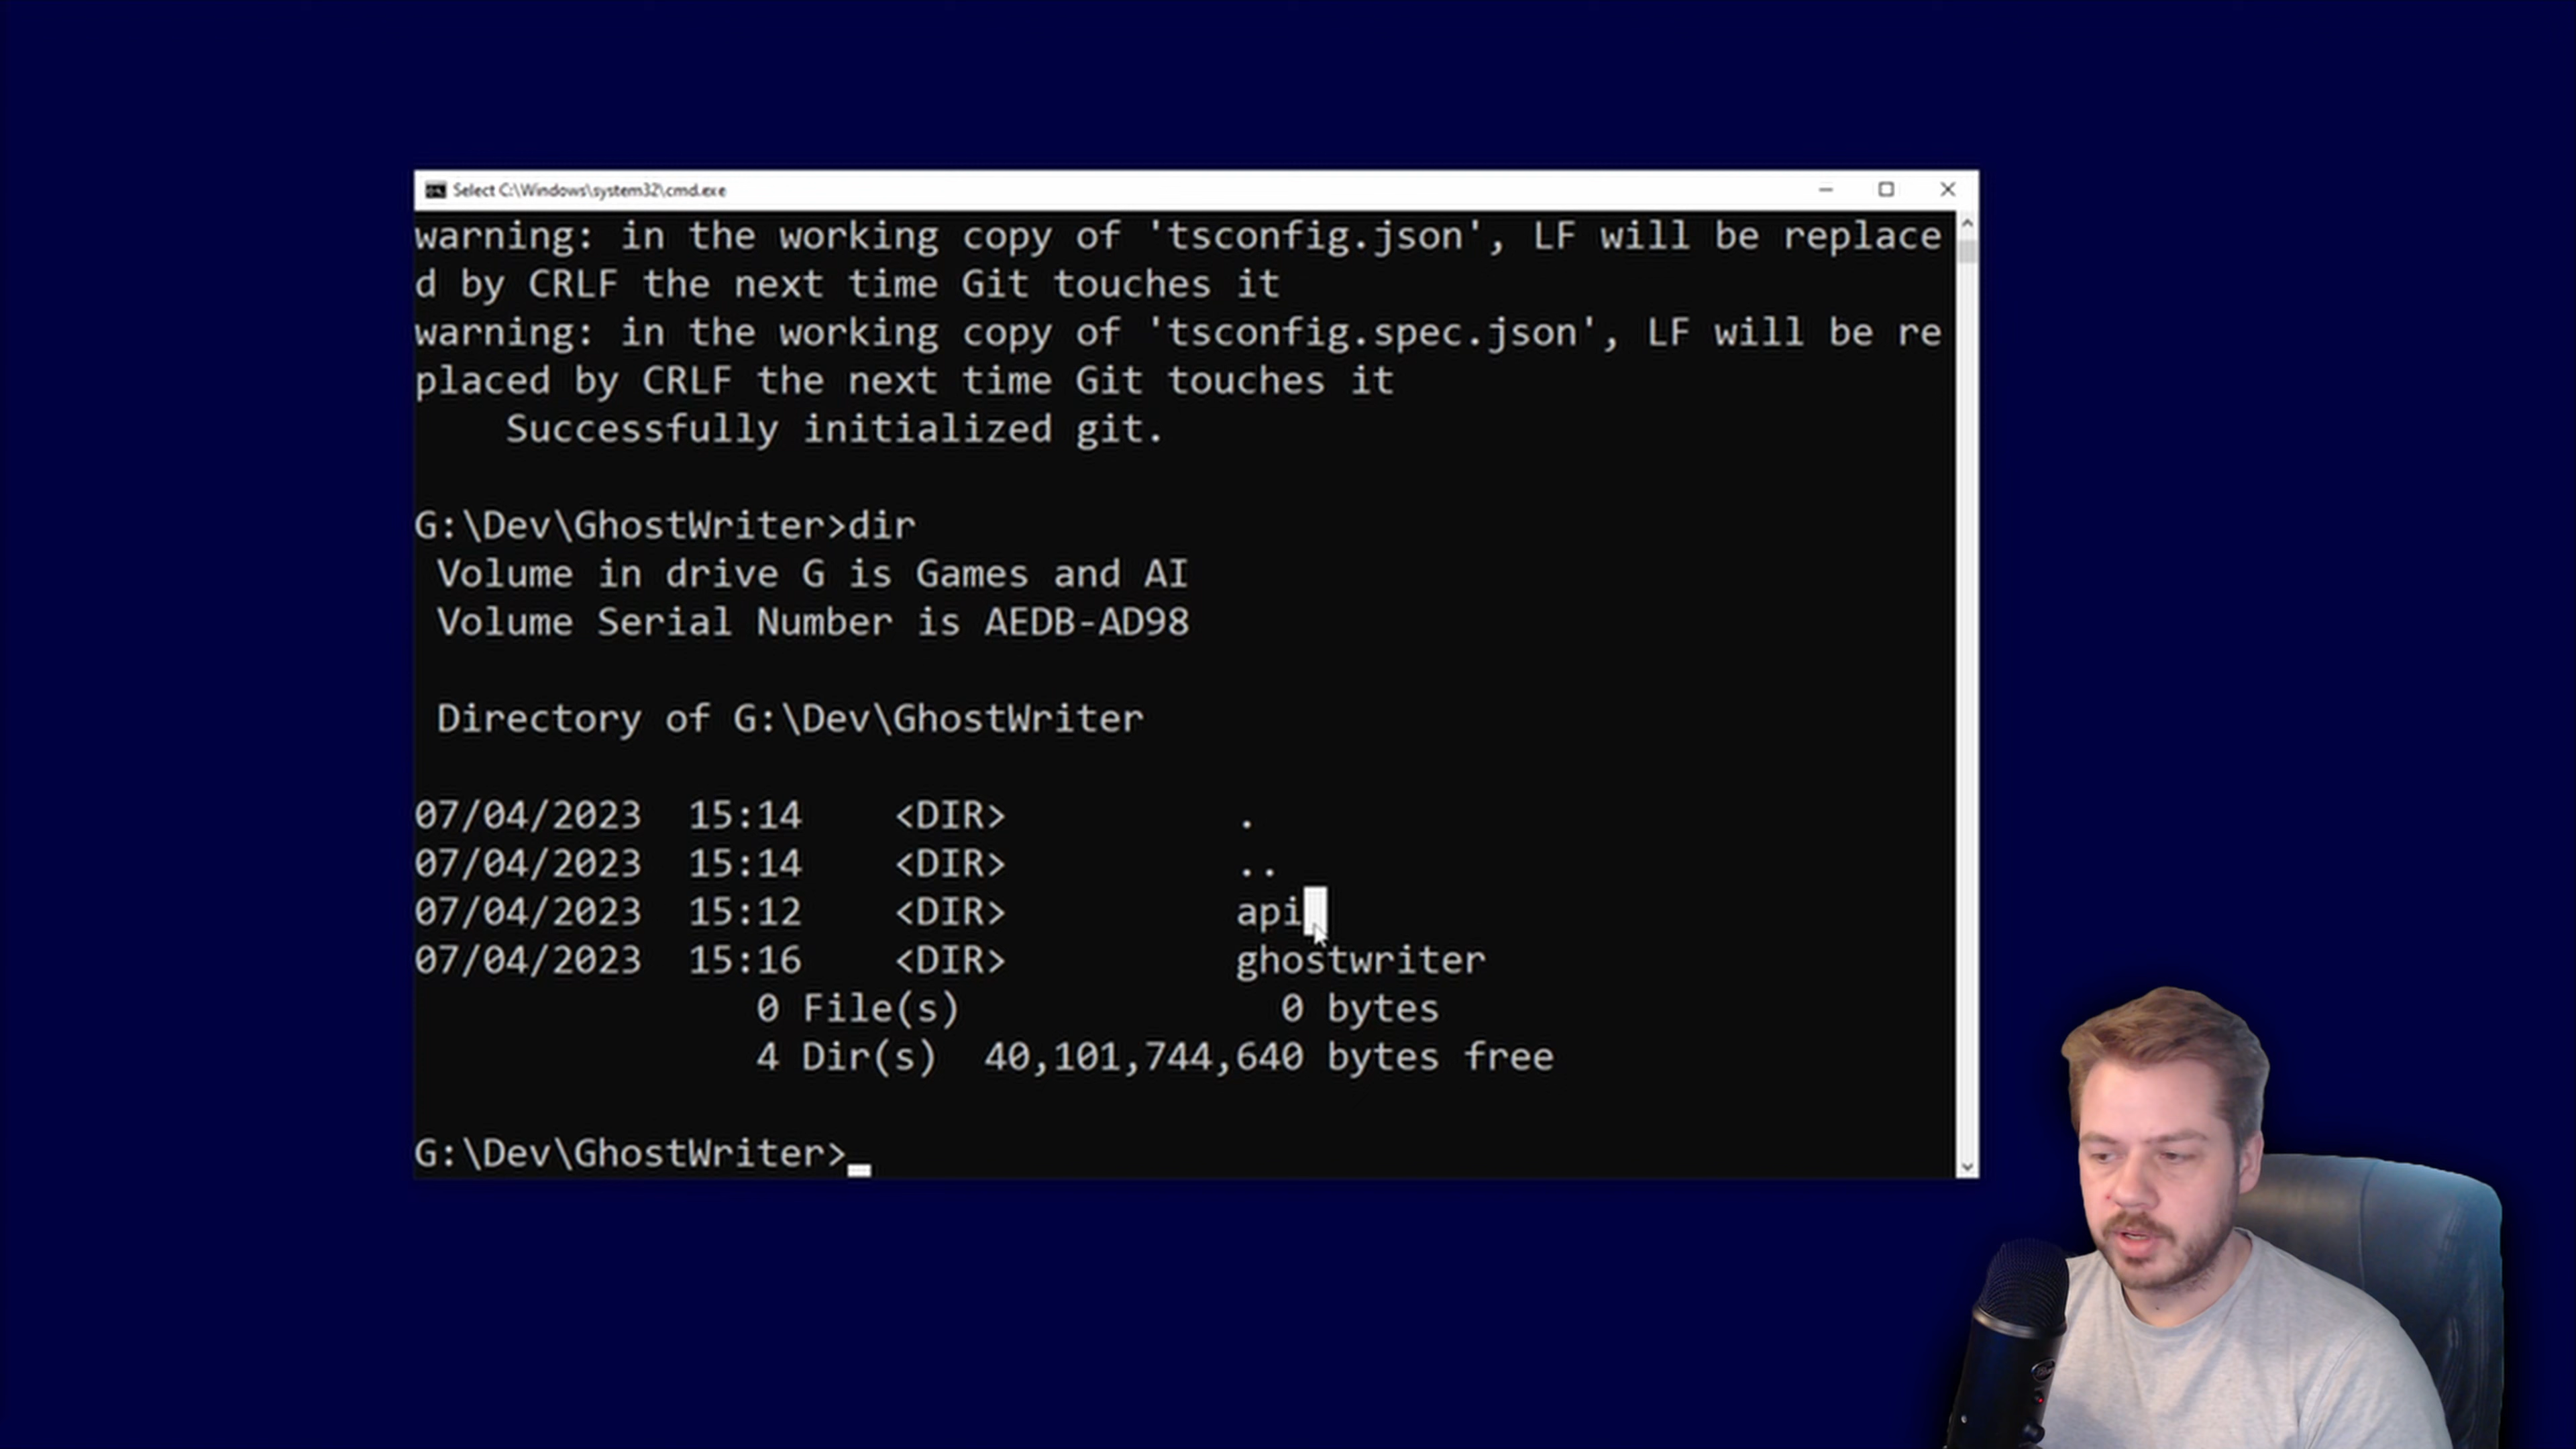 Select C:\Windows\system32\cmd.exe
warning: in the working copy of 'tsconfig.json', LF will be replace
d by CRLF the next time Git touches it
warning: in the working copy of 'tsconfig.spec.json', LF will be re
placed by CRLF the next time Git touches it
Successfully initialized git.
G:\Dev\GhostWriter>dir
Volume in drive G is Games and AI
Volume Serial Number is AEDB-AD98
Directory of G:\Dev\GhostWriter
07/04/2023 15:14 <DIR> .
07/04/2023 15:14 <DIR> ..
07/04/2023 15:12 <DIR> api
07/04/2023 15:16 <DIR> ghostwriter
0 File(s) 0 bytes
4 Dir(s) 40,101,744,640 bytes free
G:\Dev\GhostWriter>